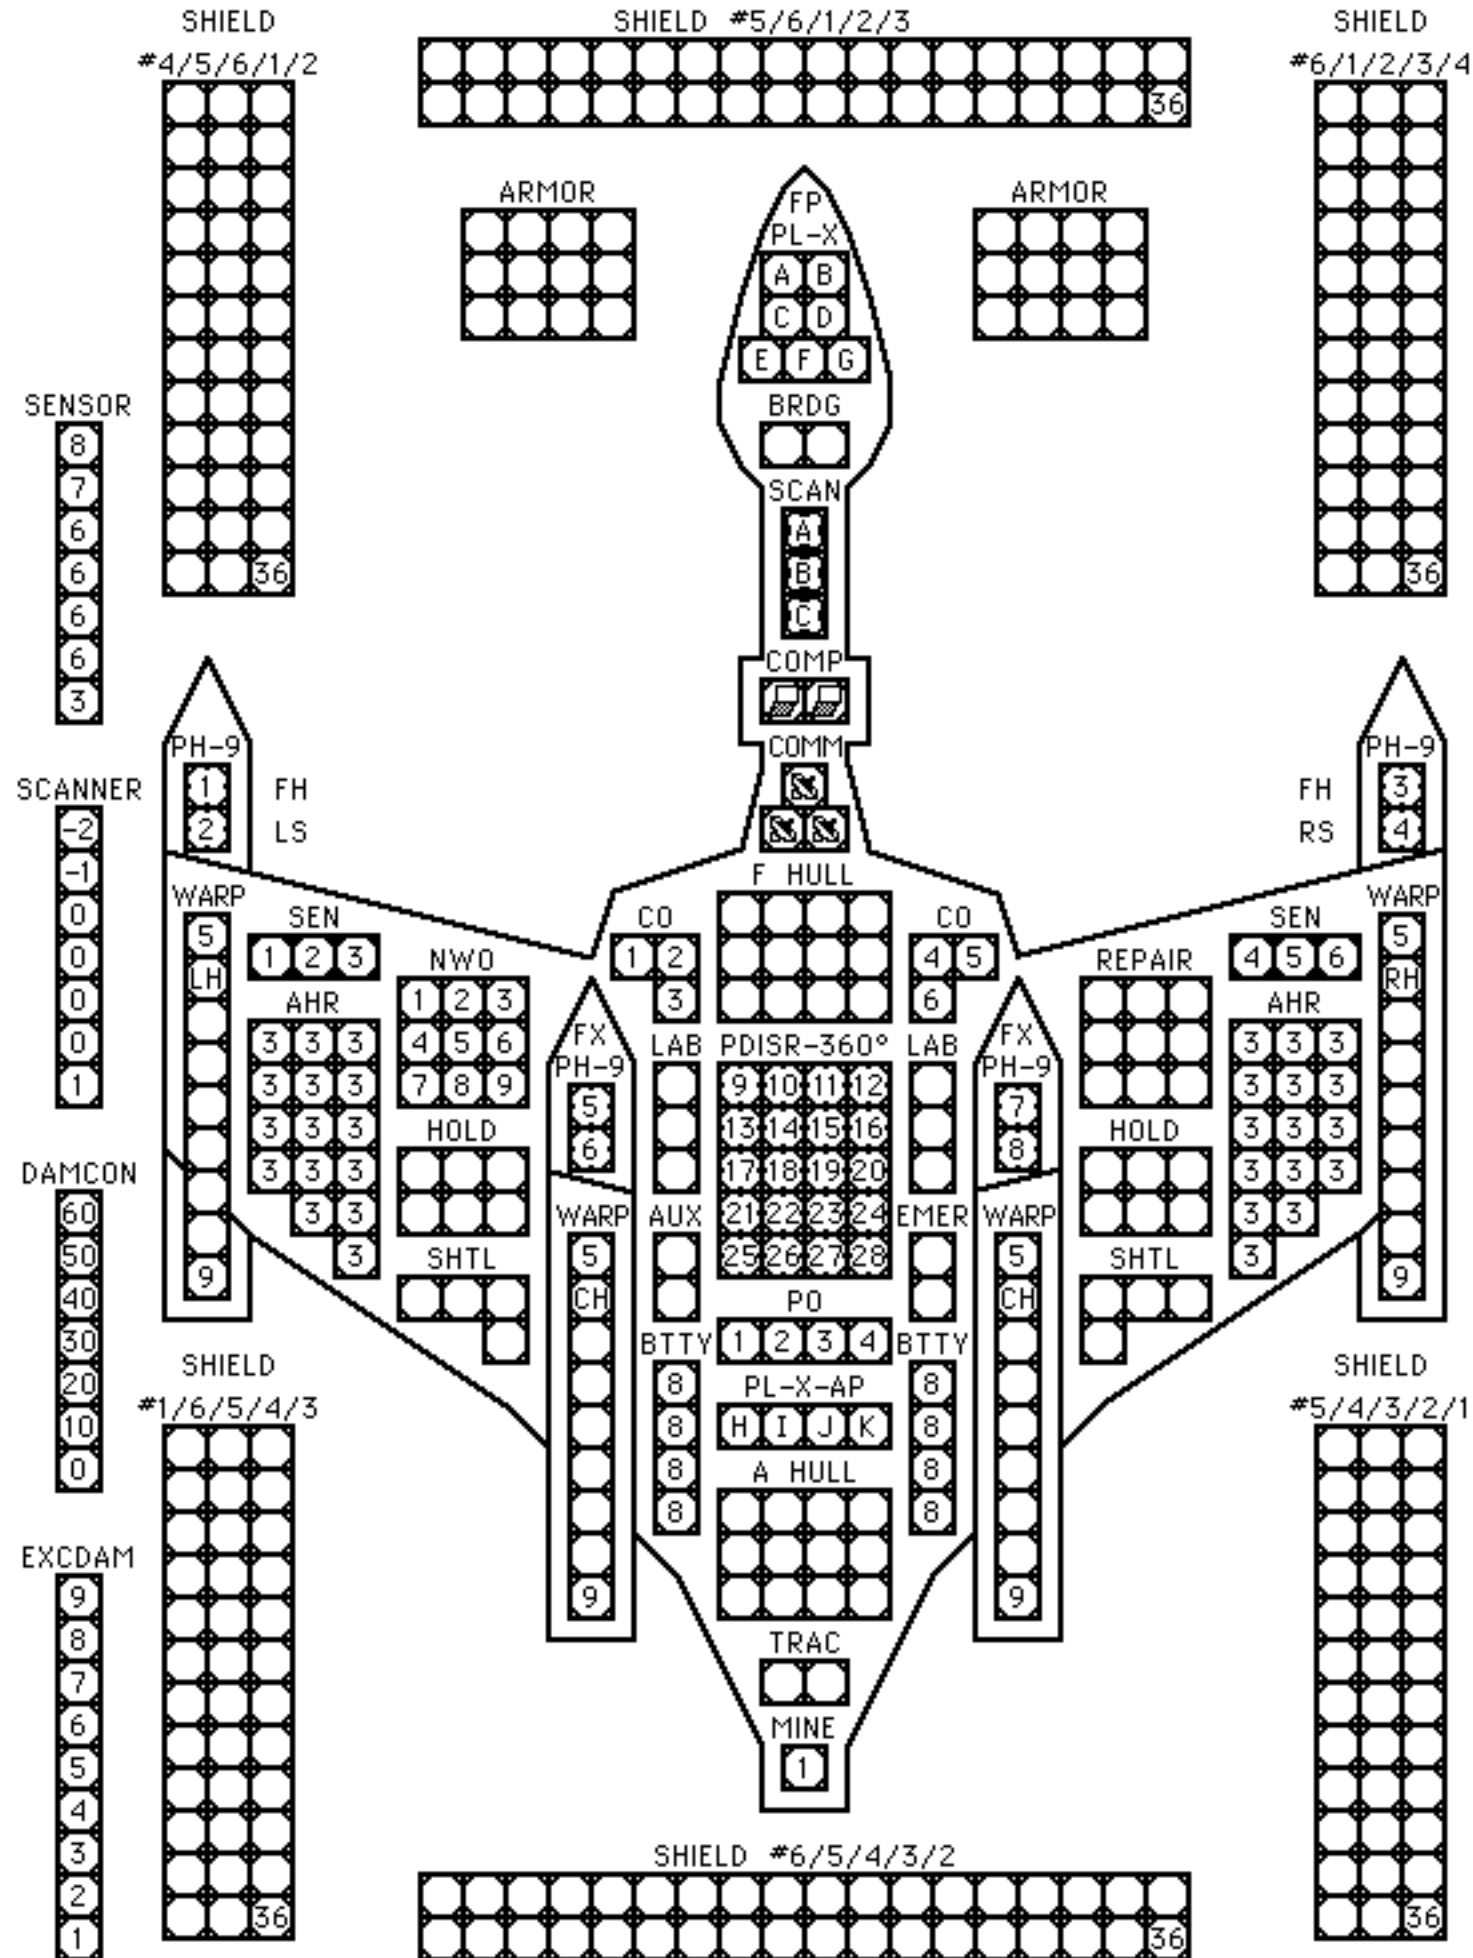 SHIELD
#4/5/6/1/2
36
SHIELD #5/6/1/2/3
36
SHIELD
#6/1/2/3/4
36
ARMOR
ARMOR
FP
PL-X
A B
C D
E F G
BRDG
SCAN
A
B
C
COMP
COMM
SENSOR
8
7
6
6
6
6
3
SCANNER
-2
-1
0
0
0
0
1
DAMCON
60
50
40
30
20
10
0
EXCDAM
9
8
7
6
5
4
3
2
1
PH-9
1 FH
2 LS
PH-9
FH 3
RS 4
WARP
5
LH
9
SEN
1 2 3
AHR
3 3 3
3 3 3
3 3 3
3 3 3
3 3
3
NWO
1 2 3
4 5 6
7 8 9
HOLD
SHTL
FX
PH-9
5
6
WARP
5
CH
9
CO
1 2
3
LAB
AUX
BTTY
8
8
8
8
F HULL
PDISR-360°
9 10 11 12
13 14 15 16
17 18 19 20
21 22 23 24
25 26 27 28
PO
1 2 3 4
PL-X-AP
H I J K
A HULL
TRAC
MINE
1
CO
4 5
6
LAB
EMER
BTTY
8
8
8
8
FX
PH-9
7
8
WARP
5
CH
9
REPAIR
HOLD
SHTL
SEN
4 5 6
AHR
3 3 3
3 3 3
3 3 3
3 3 3
3 3
3
WARP
5
RH
9
SHIELD
#1/6/5/4/3
36
SHIELD #6/5/4/3/2
36
SHIELD
#5/4/3/2/1
36